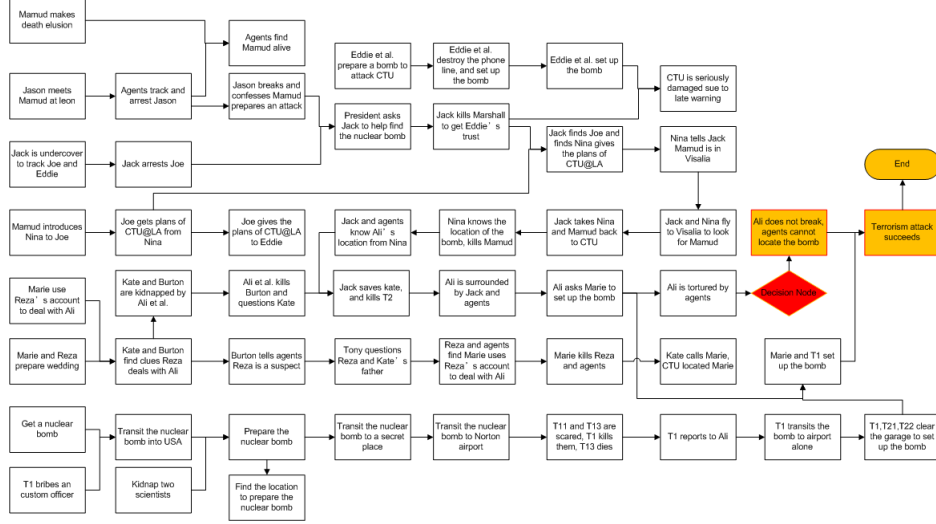 Mamud makes
death elusion
Agents find
Mamud alive
Eddie et al.
prepare a bomb to
attack CTU
Eddie et al.
destroy the phone
line, and set up
the bomb
Eddie et al. set up
the bomb
CTU is seriously
damaged sue to
late warning
Jason meets
Mamud at leon
Agents track and
arrest Jason
Jason breaks and
confesses Mamud
prepares an attack
President asks
Jack to help find
the nuclear bomb
Jack kills Marshall
to get Eddie's
trust
Jack finds Joe and
finds Nina gives
the plans of
CTU@LA
Nina tells Jack
Mamud is in
Visalia
Jack is undercover
to track Joe and
Eddie
Jack arrests Joe
End
Mamud introduces
Nina to Joe
Joe gets plans of
CTU@LA from
Nina
Joe gives the
plans of CTU@LA
to Eddie
Jack and agents
know Ali's
location from Nina
Nina knows the
location of the
bomb, kills Mamud
Jack takes Nina
and Mamud back
to CTU
Jack and Nina fly
to Visalia to look
for Mamud
Ali does not break,
agents cannot
locate the bomb
Terrorism attack
succeeds
Marie use
Reza's account
to deal with Ali
Kate and Burton
are kidnapped by
Ali et al.
Ali et al. kills
Burton and
questions Kate
Jack saves kate,
and kills T2
Ali is surrounded
by Jack and
agents
Ali asks Marie to
set up the bomb
Ali is tortured by
agents
Decision Node
Marie and Reza
prepare wedding
Kate and Burton
find clues Reza
deals with Ali
Burton tells agents
Reza is a suspect
Tony questions
Reza and Kate's
father
Reza and agents
find Marie uses
Reza's account
to deal with Ali
Marie kills Reza
and agents
Kate calls Marie,
CTU located Marie
Marie and T1 set
up the bomb
Get a nuclear
bomb
Transit the nuclear
bomb into USA
Prepare the
nuclear bomb
Transit the nuclear
bomb to a secret
place
Transit the nuclear
bomb to Norton
airport
T11 and T13 are
scared, T1 kills
them, T13 dies
T1 reports to Ali
T1 transits the
bomb to airport
alone
T1,T21,T22 clear
the garage to set
up the bomb
T1 bribes an
custom officer
Kidnap two
scientists
Find the location
to prepare the
nuclear bomb